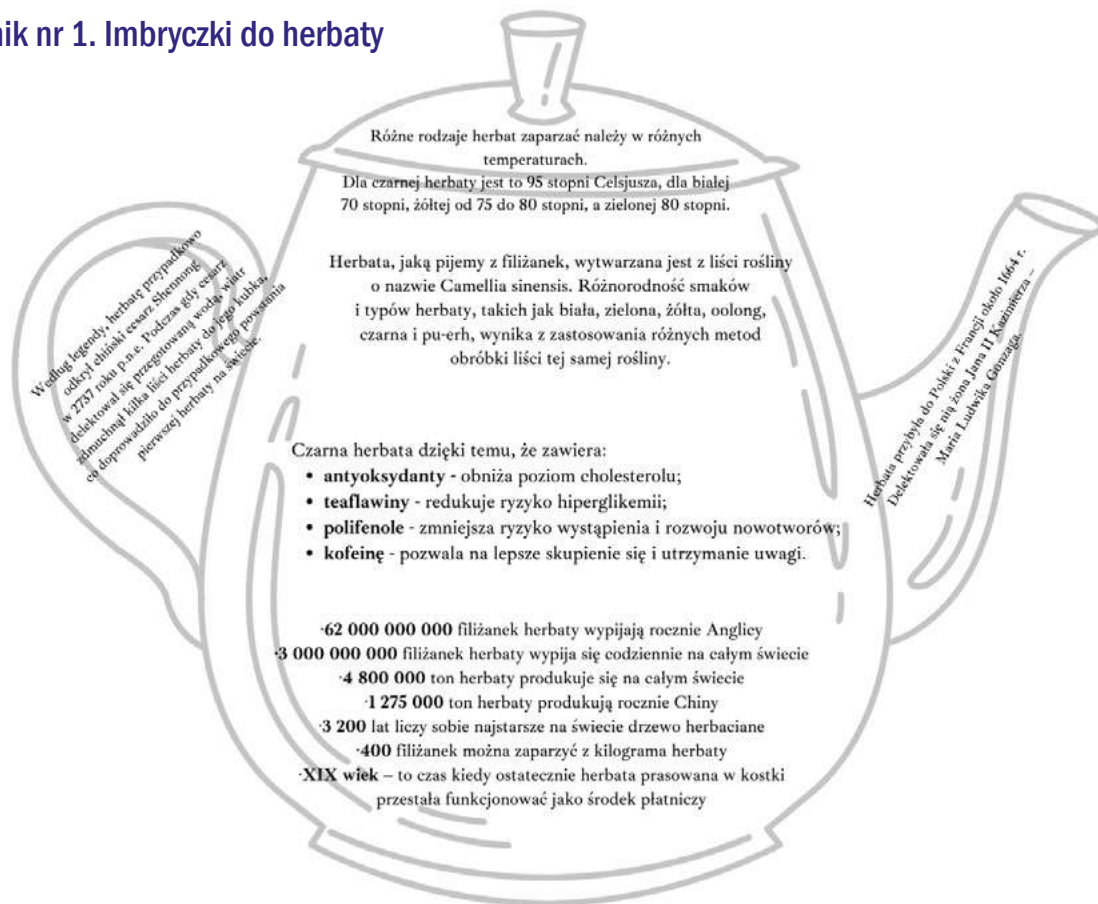 nik nr 1. Imbryczki do herbaty
Różne rodzaje herbat zaparzać należy w różnych
temperaturach.
Dla czarnej herbaty jest to 95 stopni Celsjusza, dla białej
70 stopni, żółtej od 75 do 80 stopni, a zielonej 80 stopni.
Według legendy, herbatę przypadkowo
odkrył chiński cesarz Shennong
w 2737 roku p.n.e. Podczas gdy cesarz
delektował się przegotowaną wodą, wiatr
zdmuchnął kilka liści herbaty do jego kubka,
co doprowadziło do przypadkowego powstania
pierwszej herbaty na świecie.
Herbata, jaką pijemy z filiżanek, wytwarzana jest z liści rośliny
o nazwie Camellia sinensis. Różnorodność smaków
i typów herbaty, takich jak biała, zielona, żółta, oolong,
czarna i pu-erh, wynika z zastosowania różnych metod
obróbki liści tej samej rośliny.
Herbata przybyła do Polski z Francji około 1664 r.
Delektowała się nią żona Jana II Kazimierza –
Maria Ludwika Gonzaga.
Czarna herbata dzięki temu, że zawiera:
• antyoksydanty - obniża poziom cholesterolu;
• teaflawiny - redukuje ryzyko hiperglikemii;
• polifenole - zmniejsza ryzyko wystąpienia i rozwoju nowotworów;
• kofeinę - pozwala na lepsze skupienie się i utrzymanie uwagi.
·62 000 000 000 filiżanek herbaty wypijają rocznie Anglicy
·3 000 000 000 filiżanek herbaty wypija się codziennie na całym świecie
·4 800 000 ton herbaty produkuje się na całym świecie
·1 275 000 ton herbaty produkują rocznie Chiny
·3 200 lat liczy sobie najstarsze na świecie drzewo herbaciane
·400 filiżanek można zaparzyć z kilograma herbaty
·XIX wiek – to czas kiedy ostatecznie herbata prasowana w kostki
przestała funkcjonować jako środek płatniczy